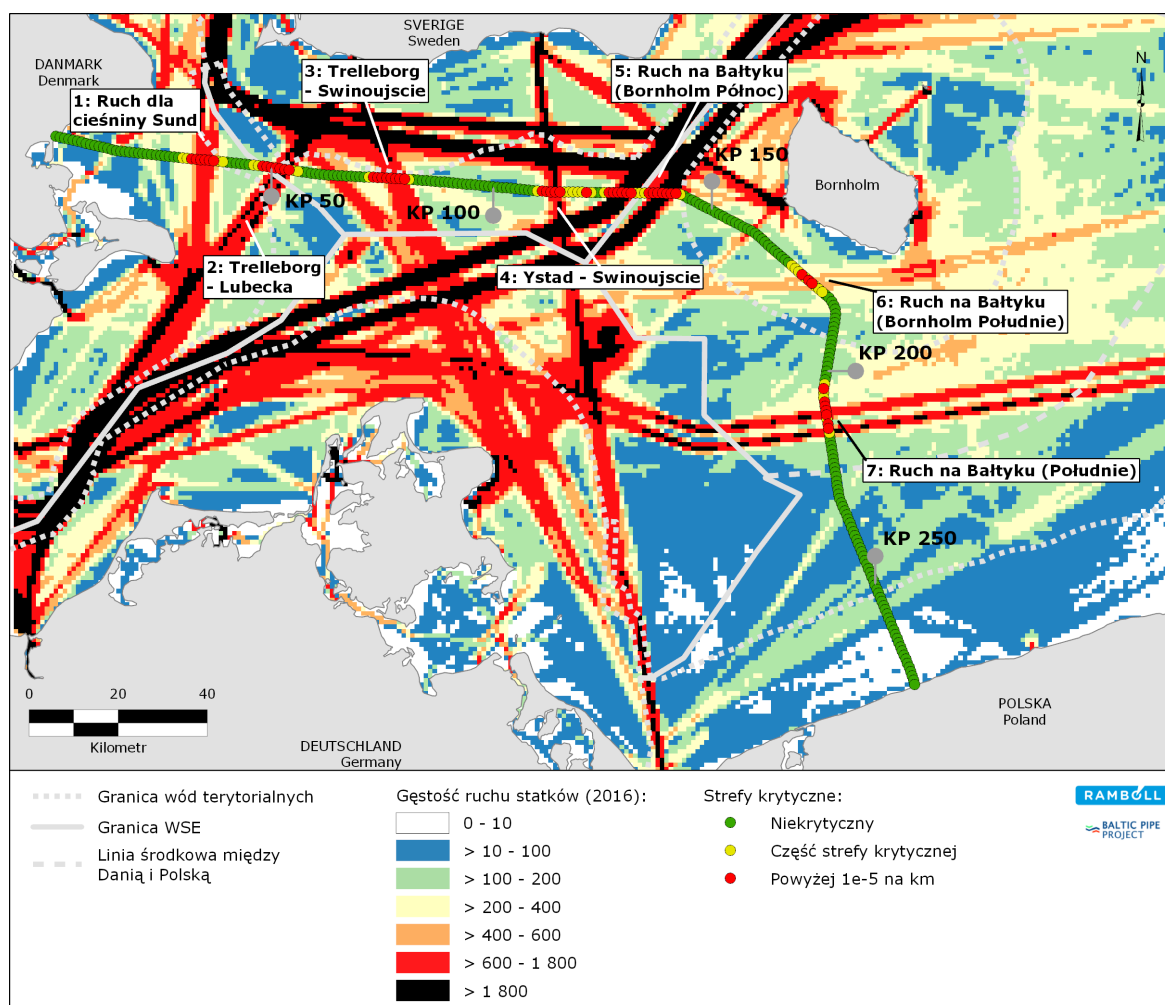 SVERIGE
Sweden
DANMARK
Denmark
3: Trelleborg
- Swinoujscie
5: Ruch na Bałtyku
(Bornholm Północ)
N
1: Ruch dla
cieśniny Sund
KP 150
Bornholm
KP 50
KP 100
2: Trelleborg
- Lubecka
4: Ystad - Swinoujscie
6: Ruch na Bałtyku
(Bornholm Południe)
KP 200
7: Ruch na Bałtyku (Południe)
KP 250
0 20 40
Kilometr
POLSKA
Poland
DEUTSCHLAND
Germany
Granica wód terytorialnych
Granica WSE
Linia środkowa między
Danią i Polską
Gęstość ruchu statków (2016):
0 - 10
> 10 - 100
> 100 - 200
> 200 - 400
> 400 - 600
> 600 - 1 800
> 1 800
Strefy krytyczne:
Niekrytyczny
Część strefy krytycznej
Powyżej 1e-5 na km
RAMBOLL
BALTIC PIPE
PROJECT